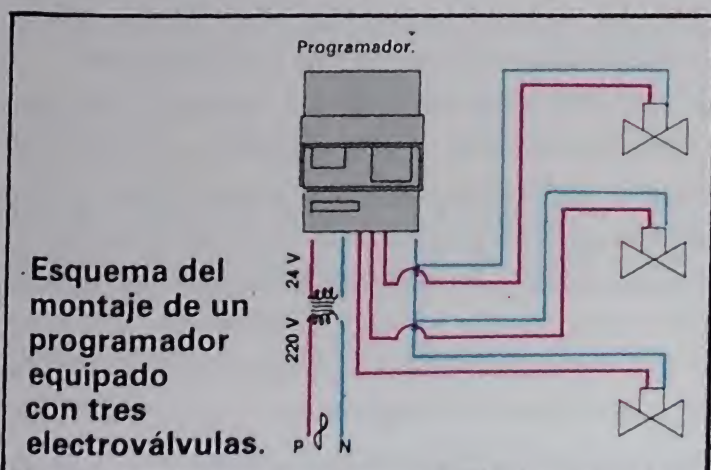 Programador.
24 V
220 V
P N
Esquema del
montaje de un
programador
equipado
con tres
electroválvulas.